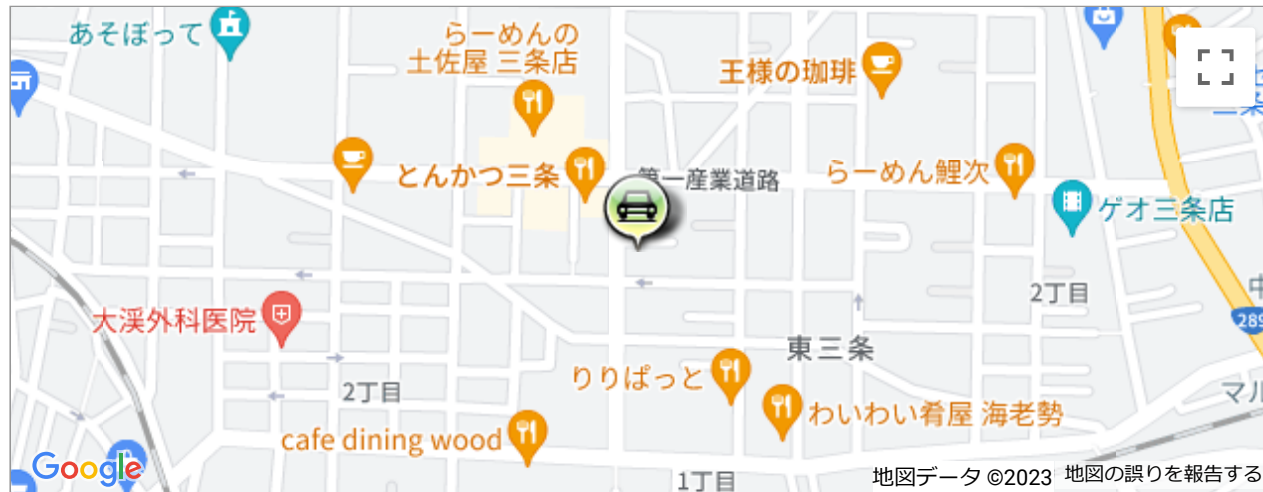 あそぼって
らーめんの
土佐屋 三条店
王様の珈琲
とんかつ三条
第一産業道路
らーめん鯉次
ゲオ三条店
2丁目
大渓外科医院
289
東三条
りりぱっと
2丁目
わいわい肴屋 海老勢
cafe dining wood
Google
1丁目
地図データ ©2023
地図の誤りを報告する